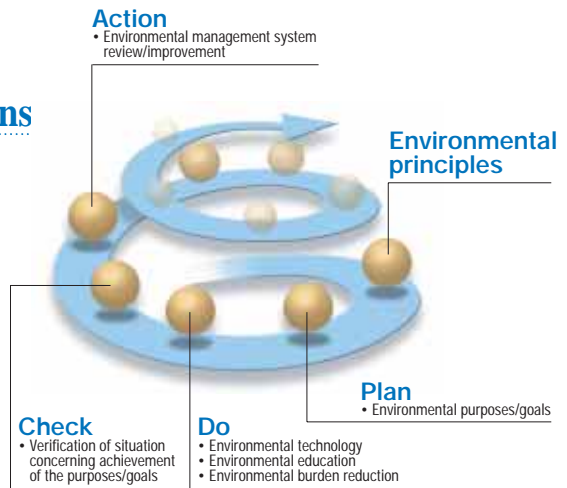 Action
• Environmental management system
review/improvement
ns
Environmental
principles
Plan
• Environmental purposes/goals
Check
• Verification of situation
concerning achievement
of the purposes/goals
Do
• Environmental technology
• Environmental education
• Environmental burden reduction